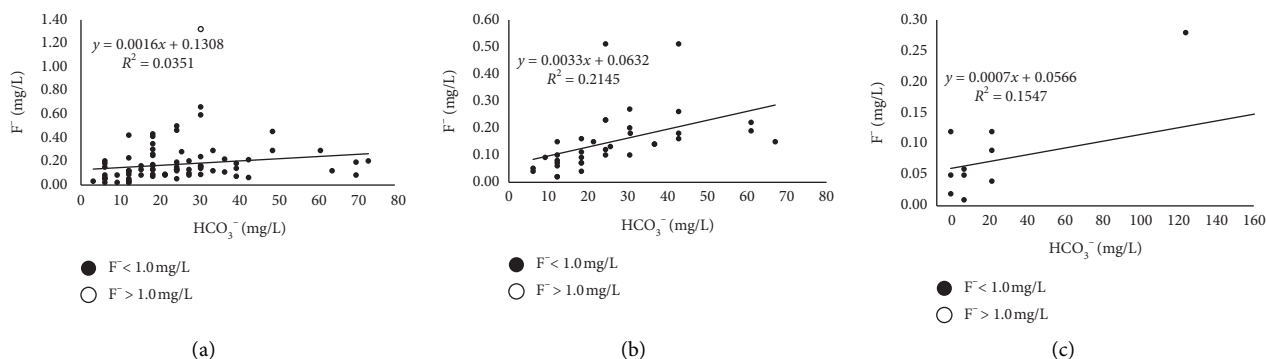 1.40
1.20
1.00
0.80
0.60
0.40
0.20
0.00
F⁻ (mg/L)
y = 0.0016x + 0.1308
R² = 0.0351
0 10 20 30 40 50 60 70 80
HCO₃⁻ (mg/L)
F⁻< 1.0 mg/L
F⁻ > 1.0 mg/L
(a)
0.60
0.50
0.40
0.30
0.20
0.10
0.00
F⁻ (mg/L)
y = 0.0033x + 0.0632
R² = 0.2145
0 10 20 30 40 50 60 70 80
HCO₃⁻ (mg/L)
F⁻< 1.0 mg/L
F⁻ > 1.0 mg/L
(b)
0.30
0.25
0.20
0.15
0.10
0.05
0.00
F⁻ (mg/L)
y = 0.0007x + 0.0566
R² = 0.1547
0 20 40 60 80 100 120 140 160
HCO₃⁻ (mg/L)
F⁻< 1.0 mg/L
F⁻ > 1.0 mg/L
(c)